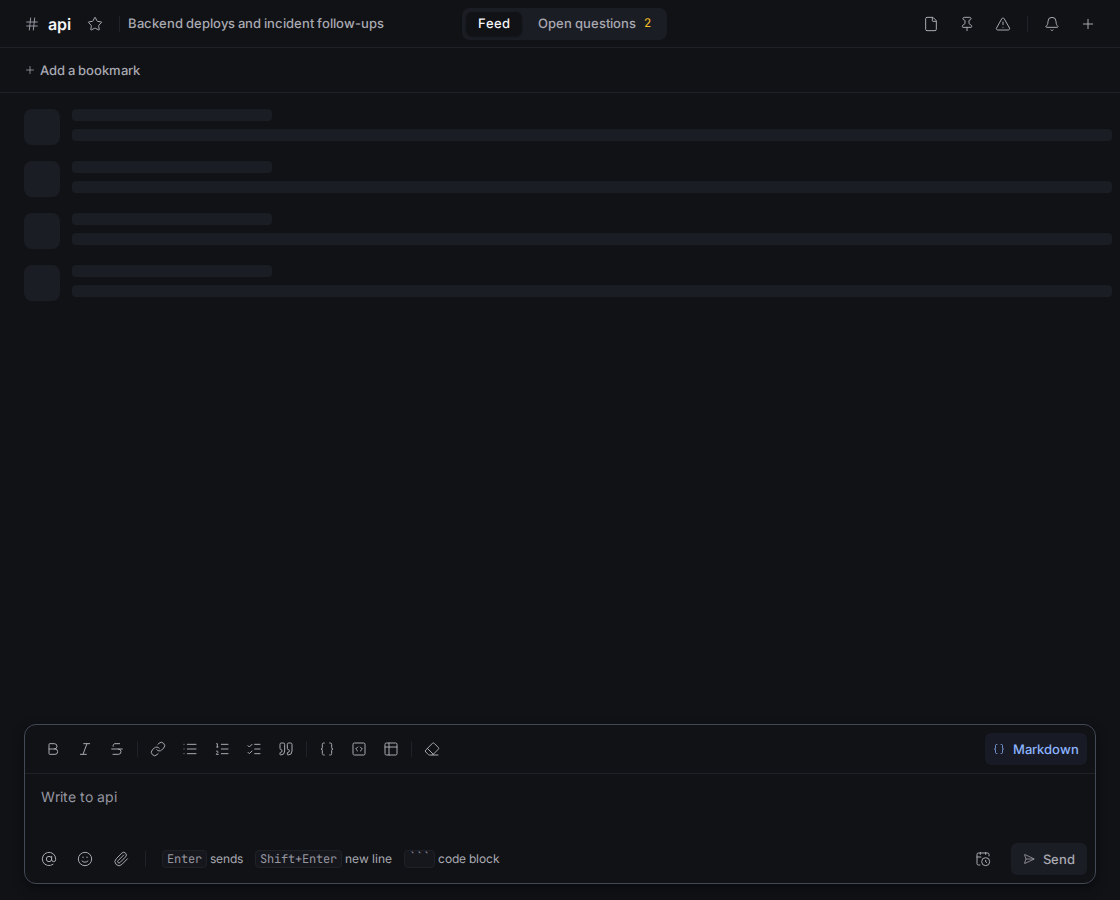 # api
Backend deploys and incident follow-ups
Feed
Open questions 2
+ Add a bookmark
Markdown
Write to api
Enter sends Shift+Enter new line ``` code block
Send